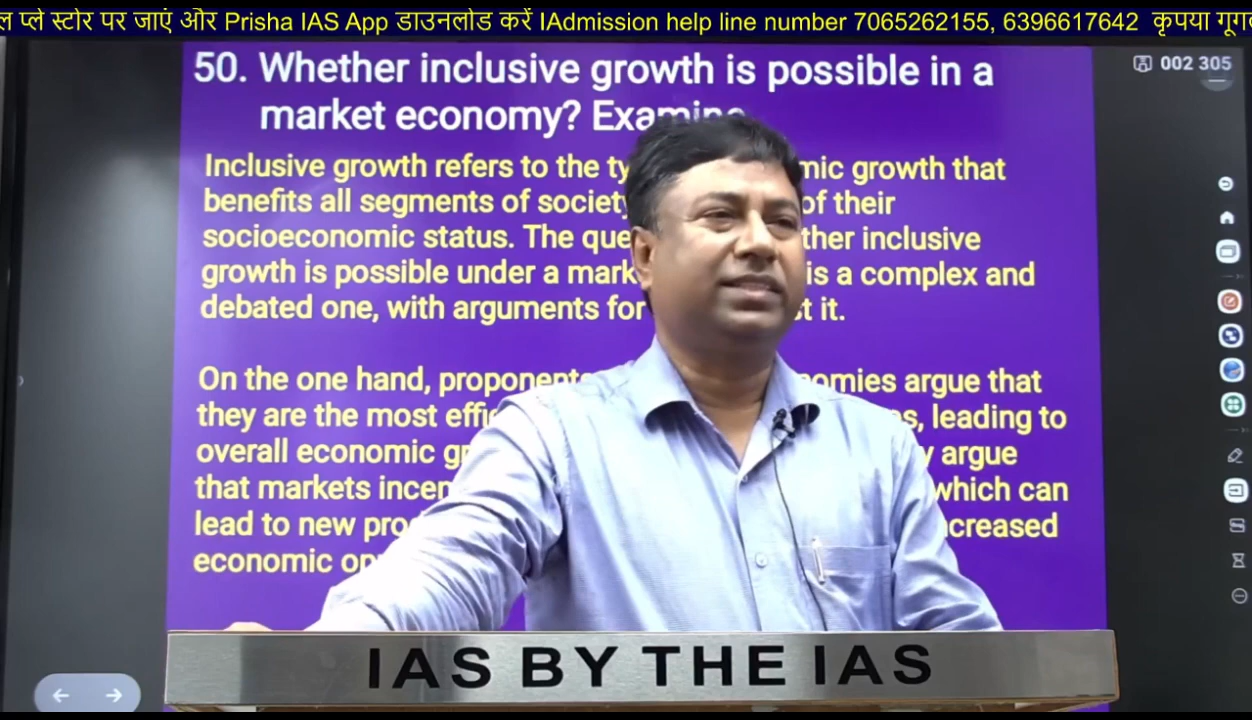 प्ले स्टोर पर जाएं और Prisha IAS App डाउनलोड करें IAdmission help line number 7065262155, 6396617642 कृपया
002 305
50. Whether inclusive growth is possible in a
market economy? Examine
Inclusive growth refers to the growth that
benefits all segments of society of their
socioeconomic status. The inclusive
growth is possible under a is a complex and
debated one, with arguments for it.
On the one hand, proponents argue that
they are the most leading to
overall economic argue
that markets which can
lead to new increased
economic
IAS BY THE IAS